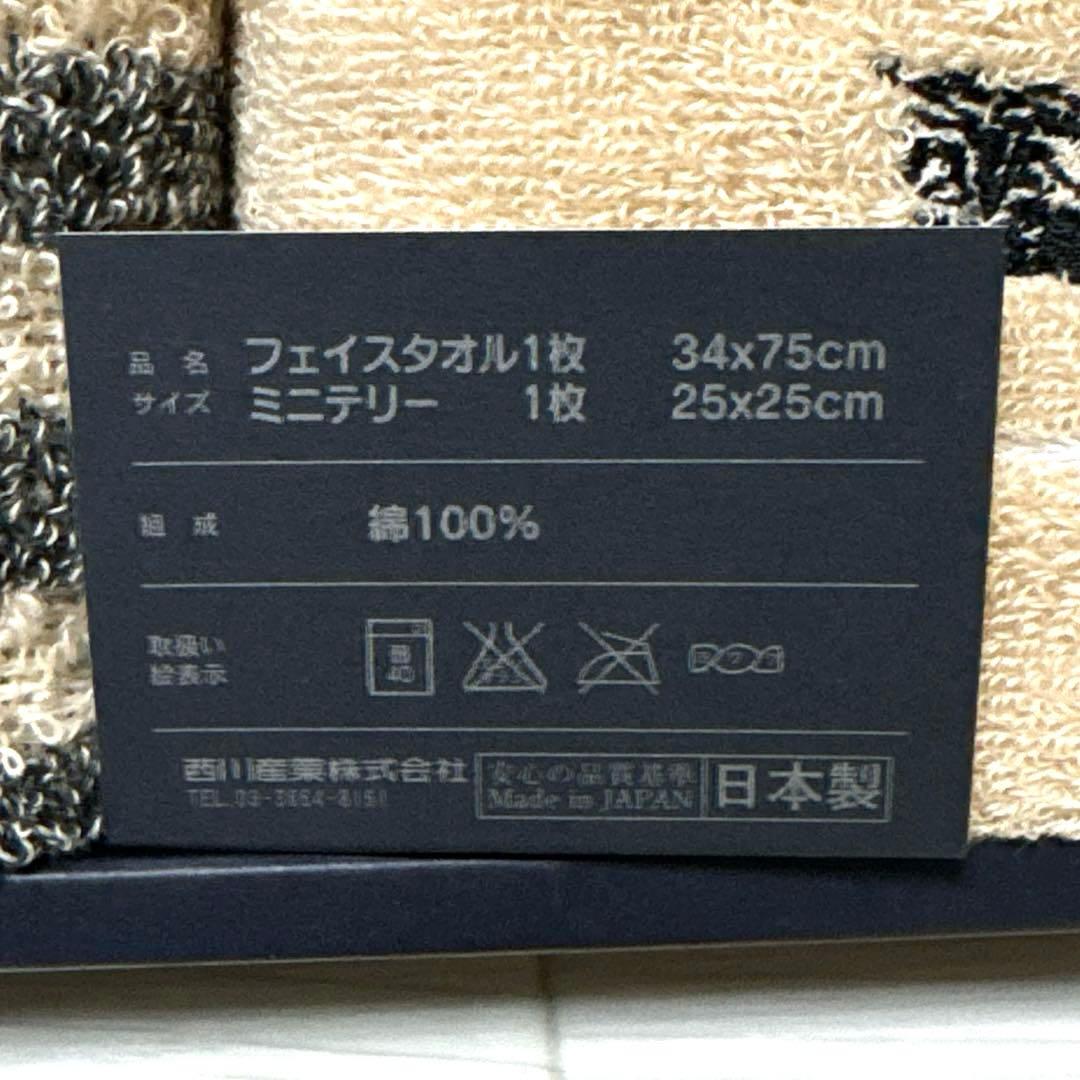 品名 フェイスタオル1枚 34x75cm
サイズ ミニテリー 1枚 25x25cm
組成 綿100%
取扱い
絵表示
40
西川産業株式会社
TEL.03-3664-8161
安心の品質基準
Made in JAPAN
日本製